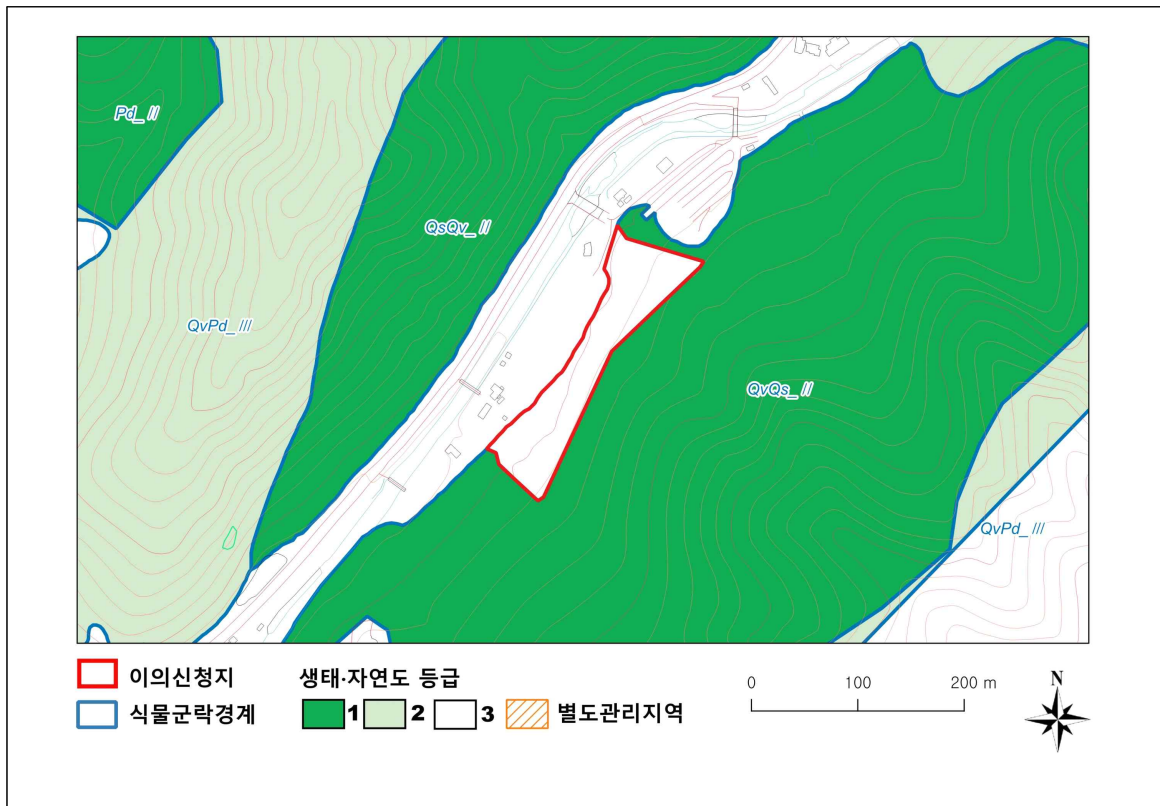 Pd_II
QsQv_II
QvPd_III
QvQs_II
QvPd_III
이의신청지
생태·자연도 등급
식물군락경계
1
2
3
별도관리지역
0
100
200 m
N